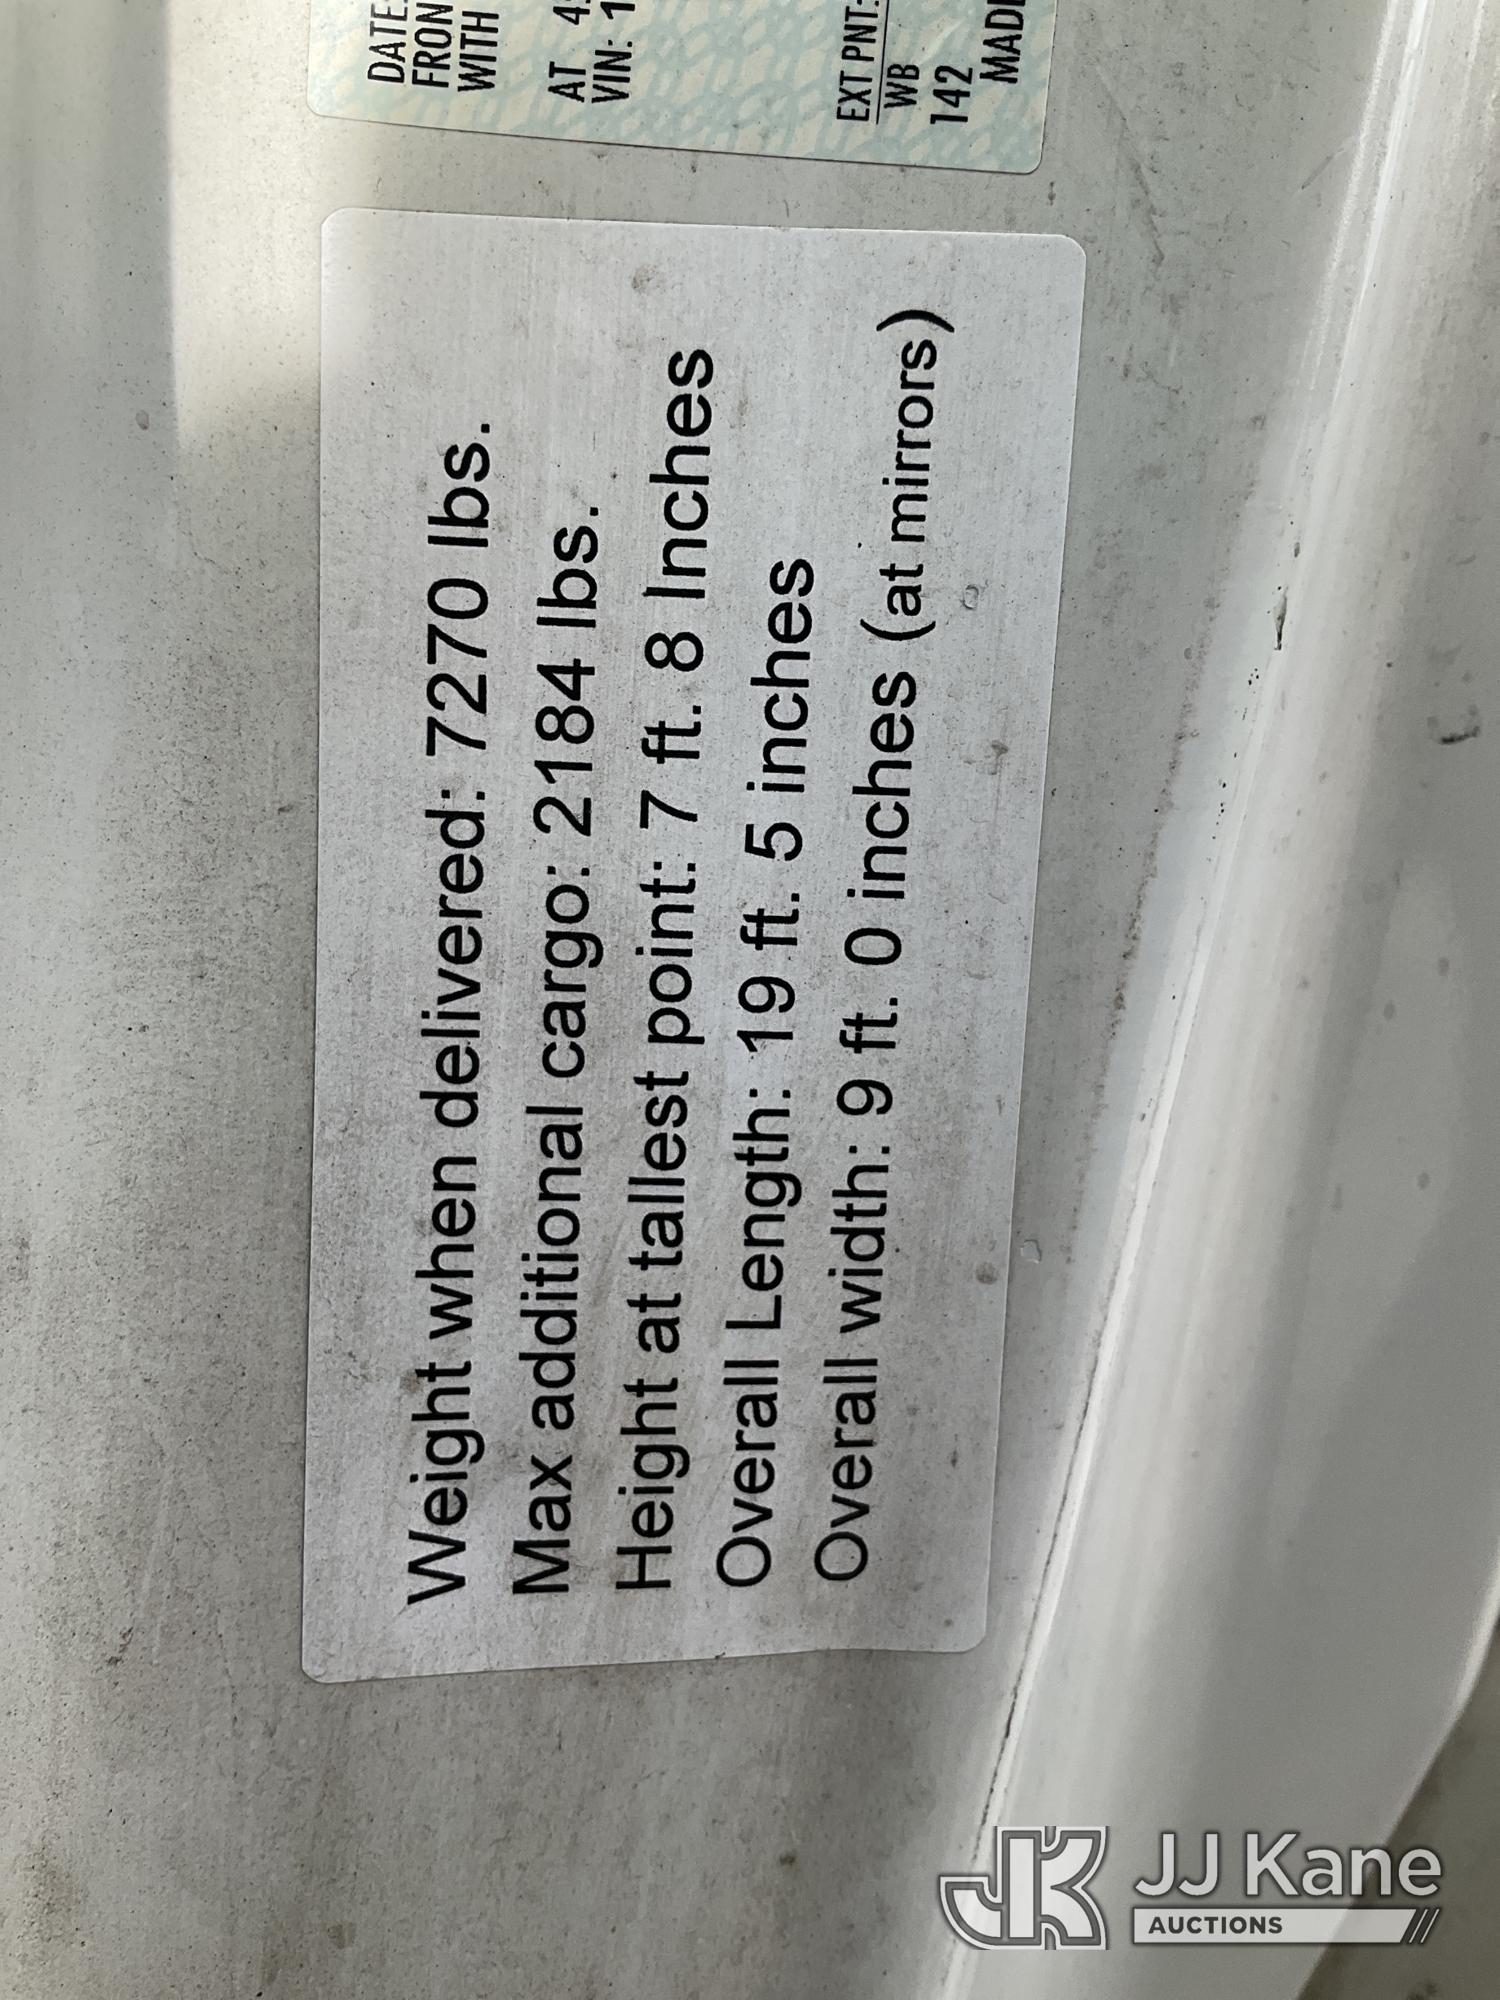 DATE:
FRON
WITH
AT 4
VIN: 1
EXT PNT:
WB
142
MADE
Weight when delivered: 7270 lbs.
Max additional cargo: 2184 lbs.
Height at tallest point: 7 ft. 8 Inches
Overall Length: 19 ft. 5 inches
Overall width: 9 ft. 0 inches (at mirrors)
JJ Kane
AUCTIONS